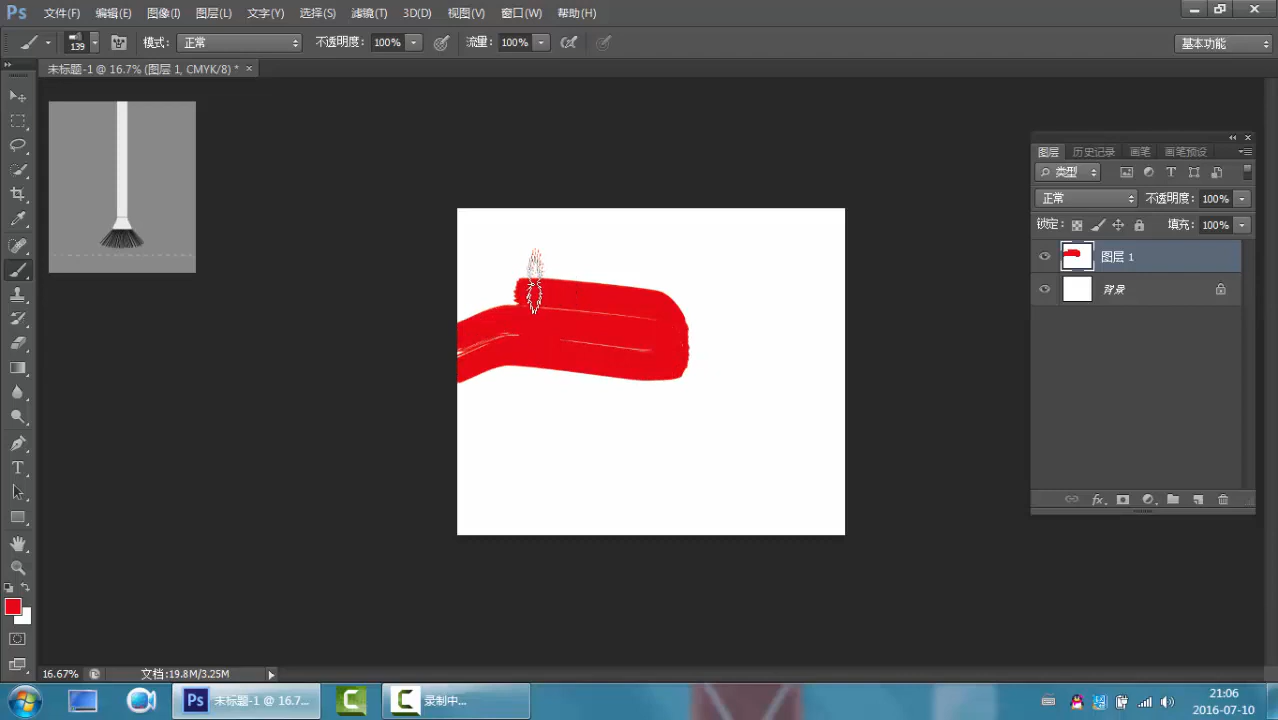 Ps 文件(F) 编辑(E) 图像(I) 图层(L) 文字(Y) 选择(S) 滤镜(T) 3D(D) 视图(V) 窗口(W) 帮助(H)
139 模式: 正常 不透明度: 100% 流量: 100% 基本功能
未标题-1 @ 16.7% (图层 1, CMYK/8) * ×
图层 历史记录 画笔 画笔预设
类型
正常 不透明度: 100%
锁定: 填充: 100%
图层 1
背景
fx
16.67% 文档:19.8M/3.25M
Ps 未标题-1 @ 16.7... 录制中...
21:06
2016-07-10